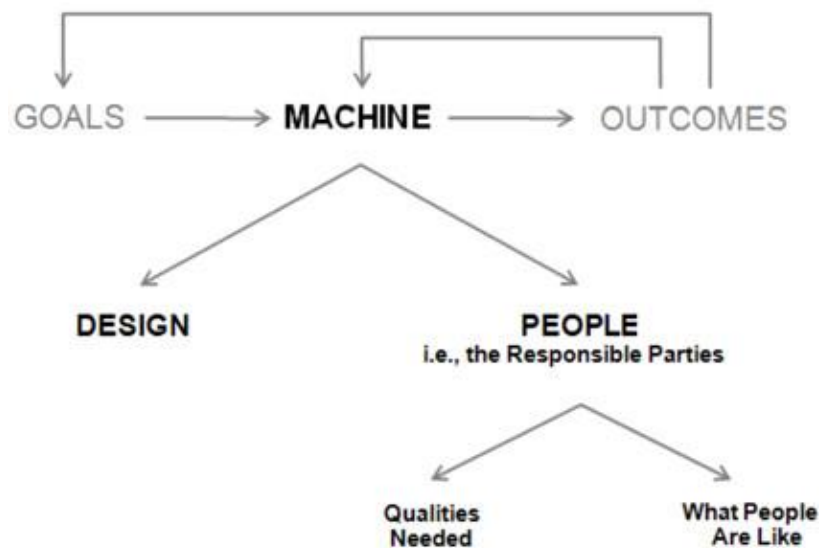 GOALS
MACHINE
OUTCOMES
DESIGN
PEOPLE
i.e., the Responsible Parties
Qualities
Needed
What People
Are Like